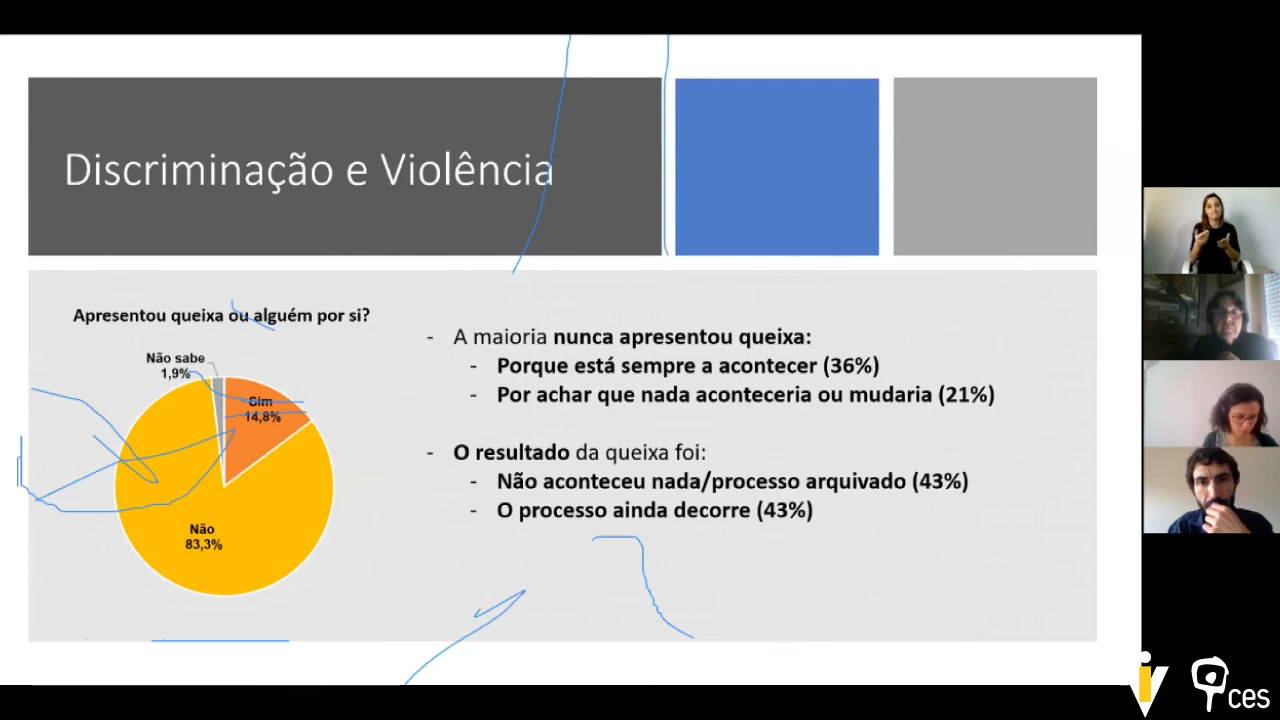 Discriminação e Violência
Apresentou queixa ou alguém por si?
Não sabe
1,9%
Sim
14,8%
Não
83,3%
- A maioria nunca apresentou queixa:
- Porque está sempre a acontecer (36%)
- Por achar que nada aconteceria ou mudaria (21%)
- O resultado da queixa foi:
- Não aconteceu nada/processo arquivado (43%)
- O processo ainda decorre (43%)
iv
ces